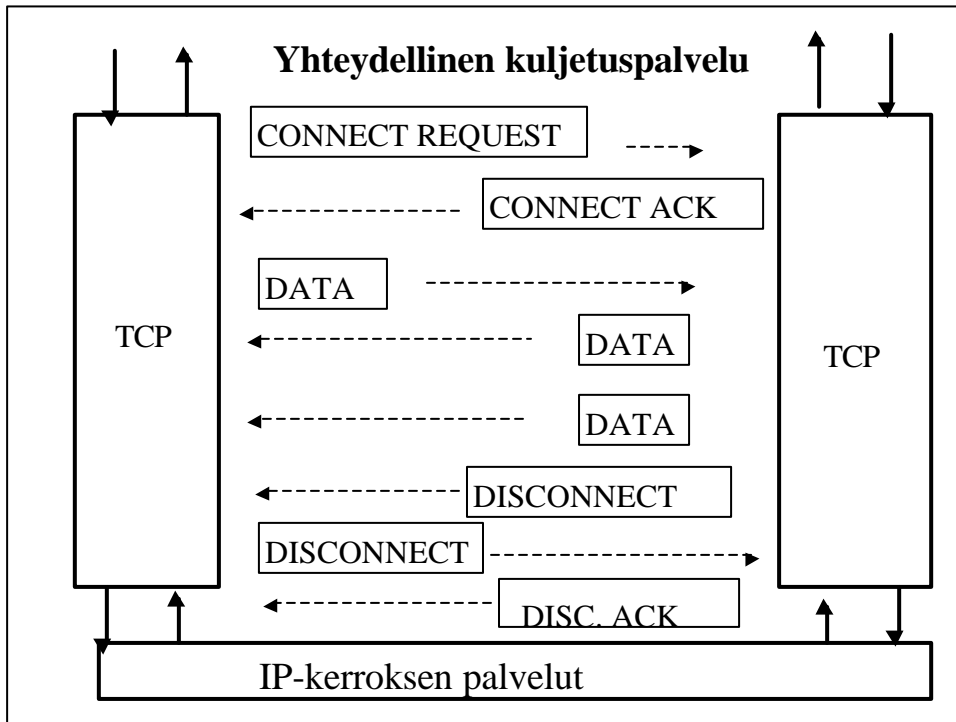 Yhteydellinen kuljetuspalvelu
CONNECT REQUEST
CONNECT ACK
DATA
TCP
DATA
TCP
DATA
DISCONNECT
DISCONNECT
DISC. ACK
IP-kerroksen palvelut